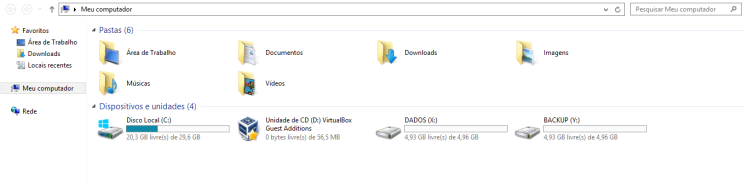 Meu computador
Pesquisar Meu computador
Favoritos
Área de Trabalho
Downloads
Locais recentes
Meu computador
Rede
Pastas (6)
Área de Trabalho
Documentos
Downloads
Imagens
Músicas
Vídeos
Dispositivos e unidades (4)
Disco Local (C:)
20,3 GB livre(s) de 29,6 GB
Unidade de CD (D:) VirtualBox
Guest Additions
0 bytes livre(s) de 56,5 MB
DADOS (X:)
4,93 GB livre(s) de 4,96 GB
BACKUP (Y:)
4,93 GB livre(s) de 4,96 GB